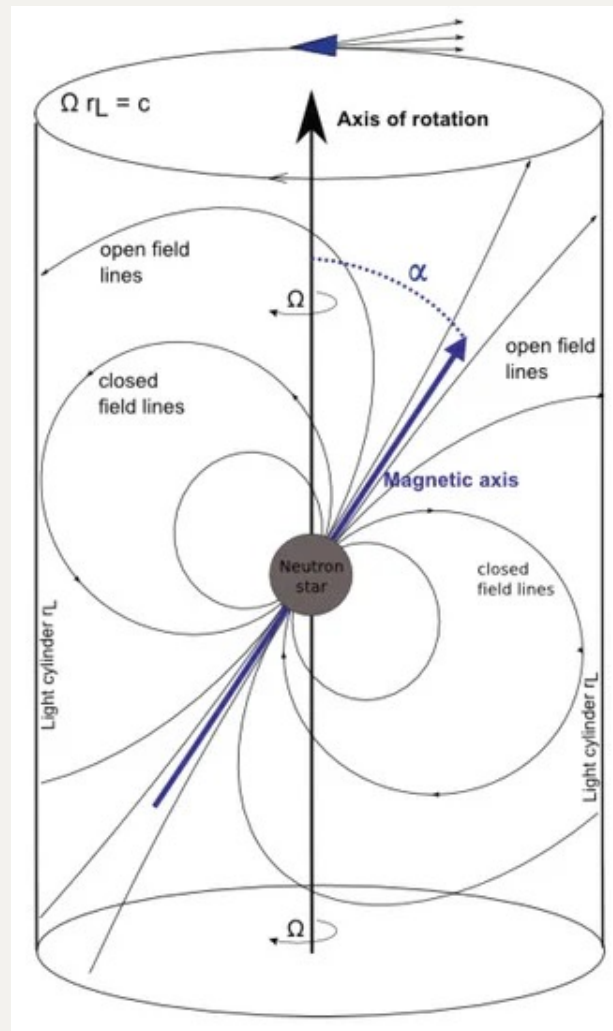 Ω rL = c
Axis of rotation
open field
lines
α
Ω
open field
lines
closed
field lines
Magnetic axis
Neutron
star
closed
field lines
Light cylinder rL
Light cylinder rL
Ω